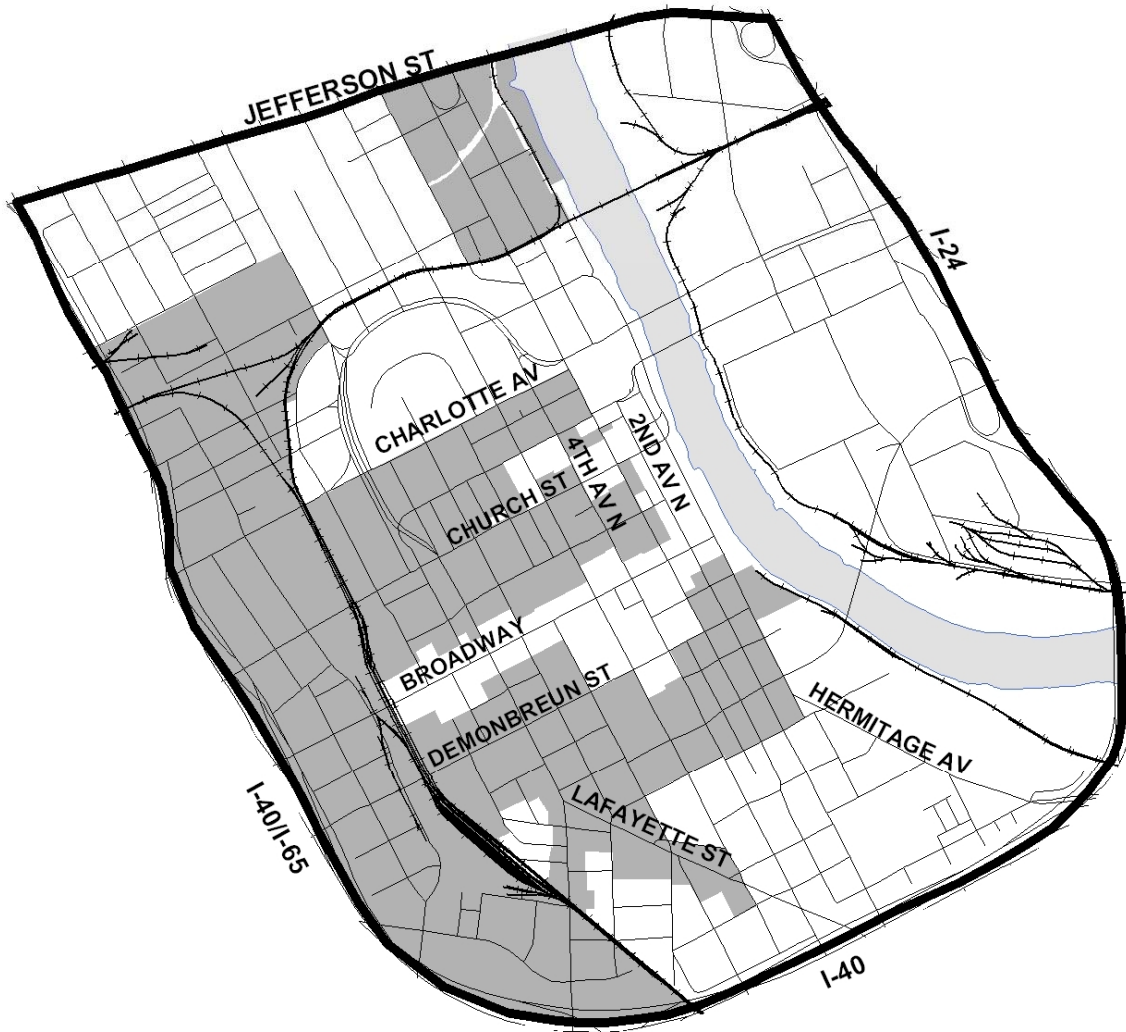 JEFFERSON ST
I-24
CHARLOTTE AV
2ND AV N
4TH AV N
CHURCH ST
BROADWAY
DEMONBREUN ST
HERMITAGE AV
I-40/I-65
LAFAYETTE ST
I-40